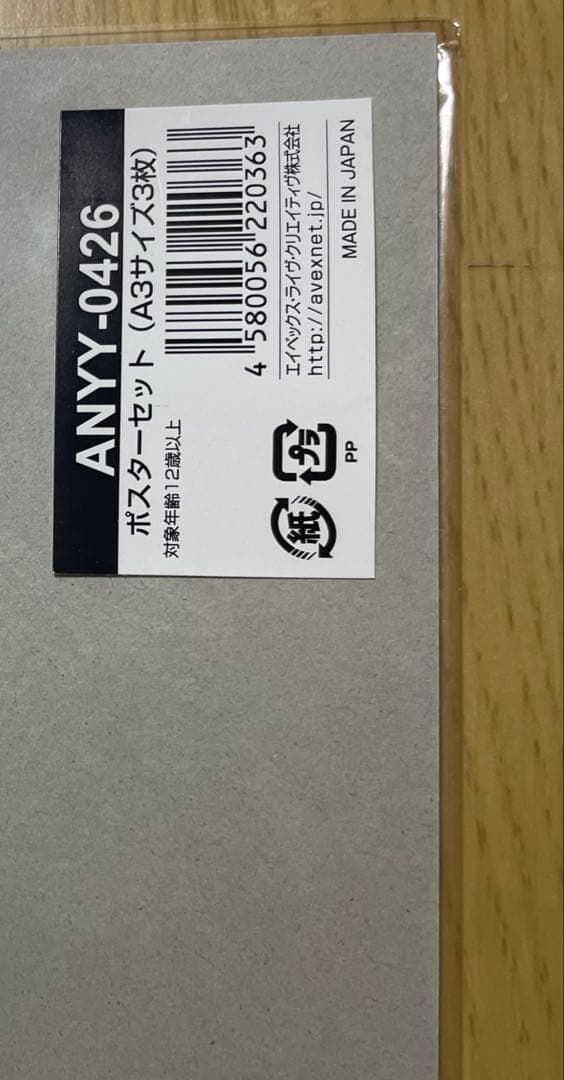 ANYY-0426
ポスターセット（A3サイズ3枚）
対象年齢12歳以上
4 580056 220363
紙
プラ
PP
エイベックス・ライヴ・クリエイティヴ株式会社
http://avexnet.jp/
MADE IN JAPAN